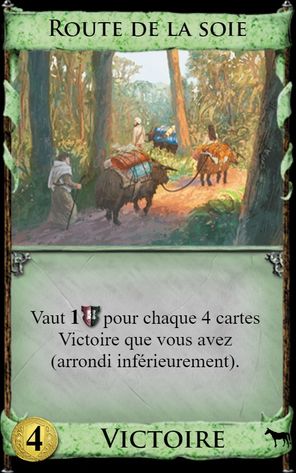 Route de la soie
Vaut 1 pour chaque 4 cartes
Victoire que vous avez
(arrondi inférieurement).
4 Victoire